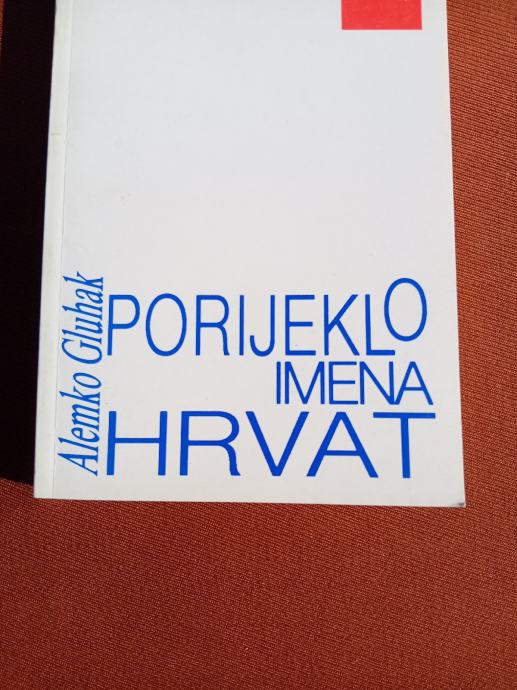 Alemko Gluhak
PORIJEKLO
IMENA
HRVAT